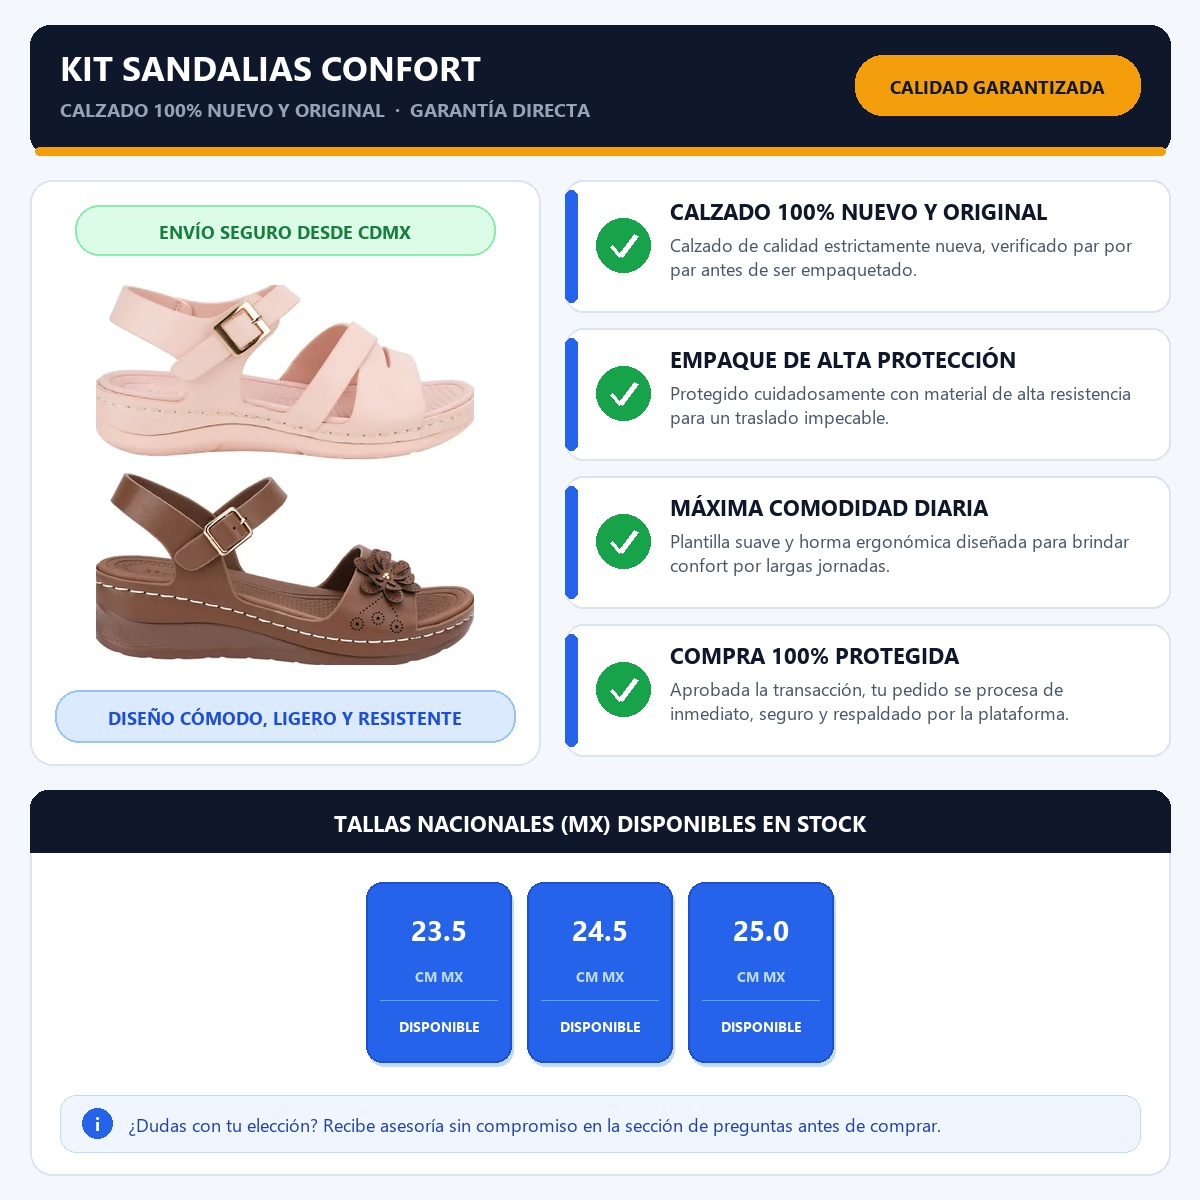 KIT SANDALIAS CONFORT
CALZADO 100% NUEVO Y ORIGINAL · GARANTÍA DIRECTA
CALIDAD GARANTIZADA
ENVÍO SEGURO DESDE CDMX
DISEÑO CÓMODO, LIGERO Y RESISTENTE
CALZADO 100% NUEVO Y ORIGINAL
Calzado de calidad estrictamente nueva, verificado par por
par antes de ser empaquetado.
EMPAQUE DE ALTA PROTECCIÓN
Protegido cuidadosamente con material de alta resistencia
para un traslado impecable.
MÁXIMA COMODIDAD DIARIA
Plantilla suave y horma ergonómica diseñada para brindar
confort por largas jornadas.
COMPRA 100% PROTEGIDA
Aprobada la transacción, tu pedido se procesa de
inmediato, seguro y respaldado por la plataforma.
TALLAS NACIONALES (MX) DISPONIBLES EN STOCK
23.5
CM MX
DISPONIBLE
24.5
CM MX
DISPONIBLE
25.0
CM MX
DISPONIBLE
¿Dudas con tu elección? Recibe asesoría sin compromiso en la sección de preguntas antes de comprar.